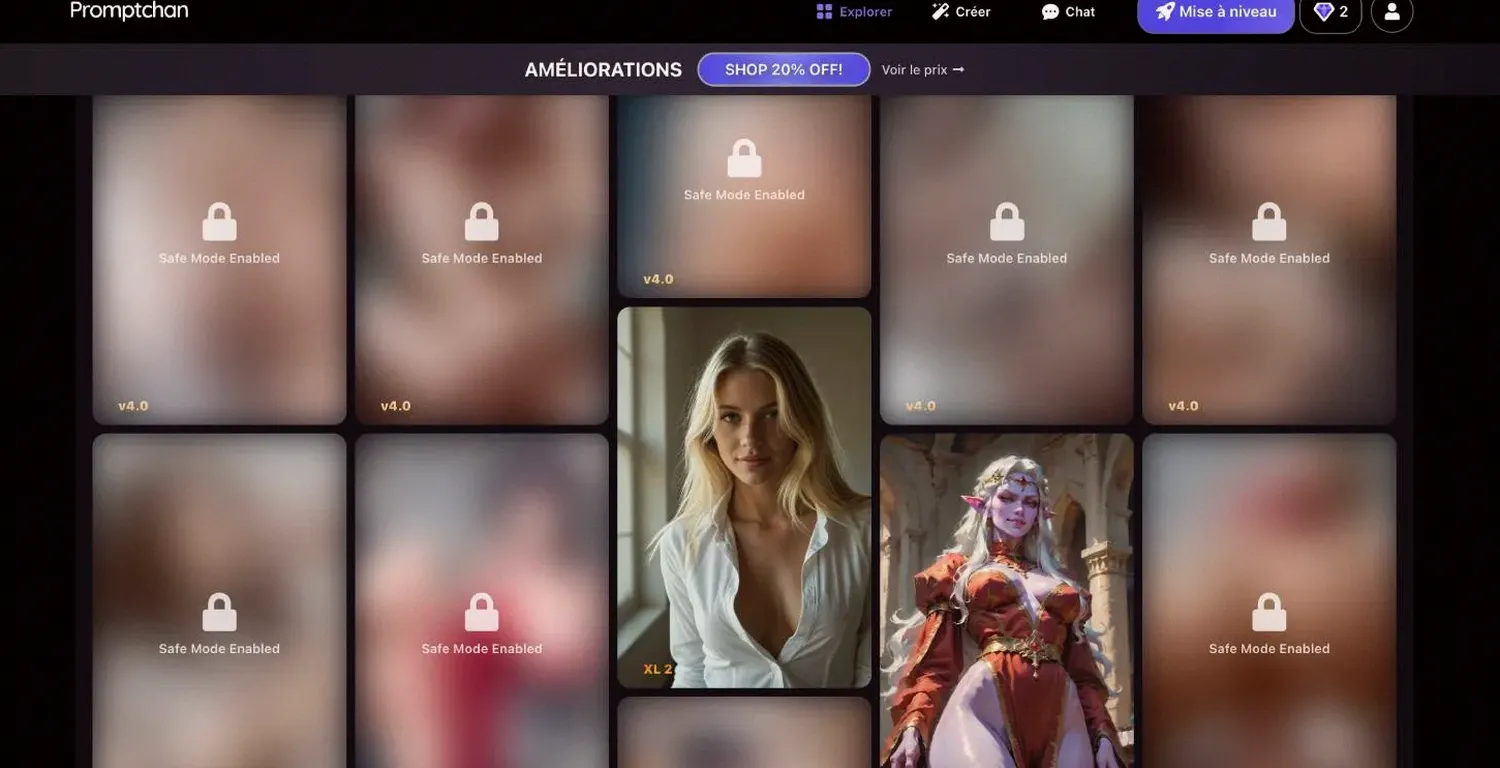 Promptchan
Explorer
Créer
Chat
Mise à niveau
2
AMÉLIORATIONS
SHOP 20% OFF!
Voir le prix →
Safe Mode Enabled
v4.0
Safe Mode Enabled
v4.0
Safe Mode Enabled
v4.0
Safe Mode Enabled
v4.0
Safe Mode Enabled
v4.0
Safe Mode Enabled
Safe Mode Enabled
XL 2
Safe Mode Enabled